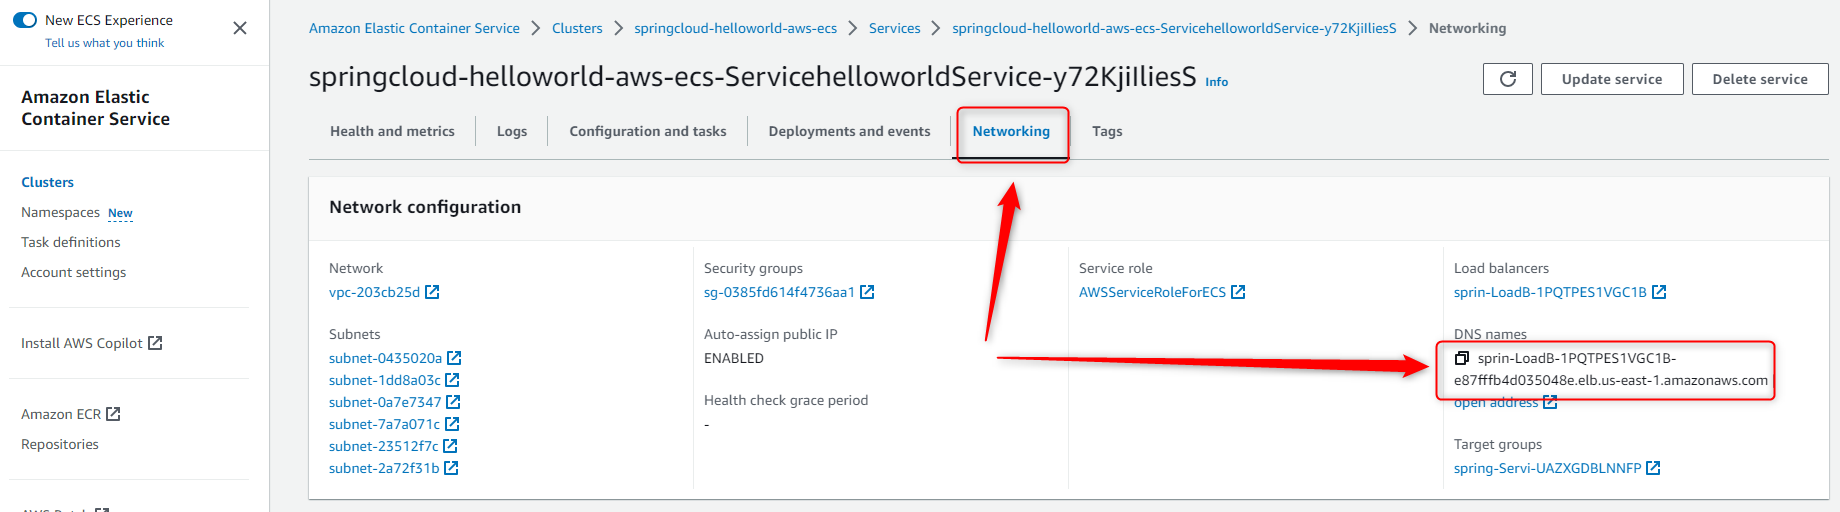 New ECS Experience
Tell us what you think
Amazon Elastic
Container Service
Clusters
Namespaces New
Task definitions
Account settings
Install AWS Copilot
Amazon ECR
Repositories
Amazon Elastic Container Service > Clusters > springcloud-helloworld-aws-ecs > Services > springcloud-helloworld-aws-ecs-ServicehelloworldService-y72KjiIliesS > Networking
springcloud-helloworld-aws-ecs-ServicehelloworldService-y72KjiIliesS Info
Update service
Delete service
Health and metrics
Logs
Configuration and tasks
Deployments and events
Networking
Tags
Network configuration
Network
vpc-203cb25d
Subnets
subnet-0435020a
subnet-1dd8a03c
subnet-0a7e7347
subnet-7a7a071c
subnet-23512f7c
subnet-2a72f31b
Security groups
sg-0385fd614f4736aa1
Auto-assign public IP
ENABLED
Health check grace period
-
Service role
AWSServiceRoleForECS
Load balancers
sprin-LoadB-1PQTPES1VGC1B
DNS names
sprin-LoadB-1PQTPES1VGC1B-
e87fffb4d035048e.elb.us-east-1.amazonaws.com
open address
Target groups
spring-Servi-UAZXGDBLNNFP